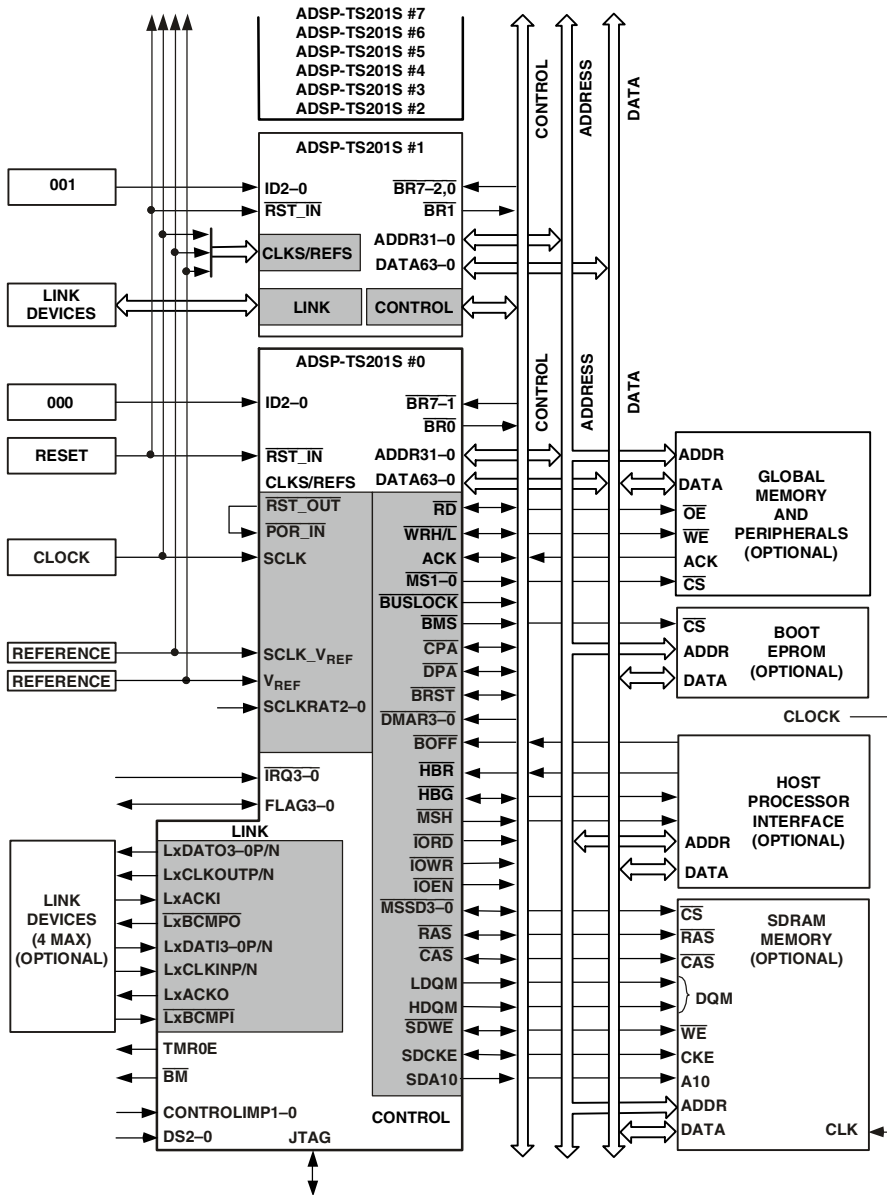 ADSP-TS201S #7
ADSP-TS201S #6
ADSP-TS201S #5
ADSP-TS201S #4
ADSP-TS201S #3
ADSP-TS201S #2
CONTROL
ADDRESS
DATA
ADSP-TS201S #1
001
ID2–0
BR7–2,0
RST_IN
BR1
ADDR31–0
CLKS/REFS
DATA63–0
LINK
DEVICES
LINK
CONTROL
ADSP-TS201S #0
CONTROL
ADDRESS
DATA
000
ID2–0
BR7–1
BR0
RESET
RST_IN
ADDR31–0
CLKS/REFS
DATA63–0
RST_OUT
POR_IN
CLOCK
SCLK
REFERENCE
SCLK_VREF
REFERENCE
VREF
SCLKRAT2–0
RD
WRH/L
ACK
MS1–0
BUSLOCK
BMS
CPA
DPA
BRST
DMAR3–0
BOFF
HBR
HBG
MSH
IORD
IOWR
IOEN
MSSD3–0
RAS
CAS
LDQM
HDQM
SDWE
SDCKE
SDA10
CONTROL
IRQ3–0
FLAG3–0
LINK
LINK
DEVICES
(4 MAX)
(OPTIONAL)
LxDATO3–0P/N
LxCLKOUTP/N
LxACKI
LxBCMPO
LxDATI3–0P/N
LxCLKINP/N
LxACKO
LxBCMPI
TMR0E
BM
CONTROLIMP1–0
DS2–0
JTAG
ADDR
DATA
OE
WE
ACK
CS
GLOBAL
MEMORY
AND
PERIPHERALS
(OPTIONAL)
CS
ADDR
DATA
BOOT
EPROM
(OPTIONAL)
CLOCK
HOST
PROCESSOR
INTERFACE
(OPTIONAL)
ADDR
DATA
SDRAM
MEMORY
(OPTIONAL)
CS
RAS
CAS
DQM
WE
CKE
A10
ADDR
DATA
CLK